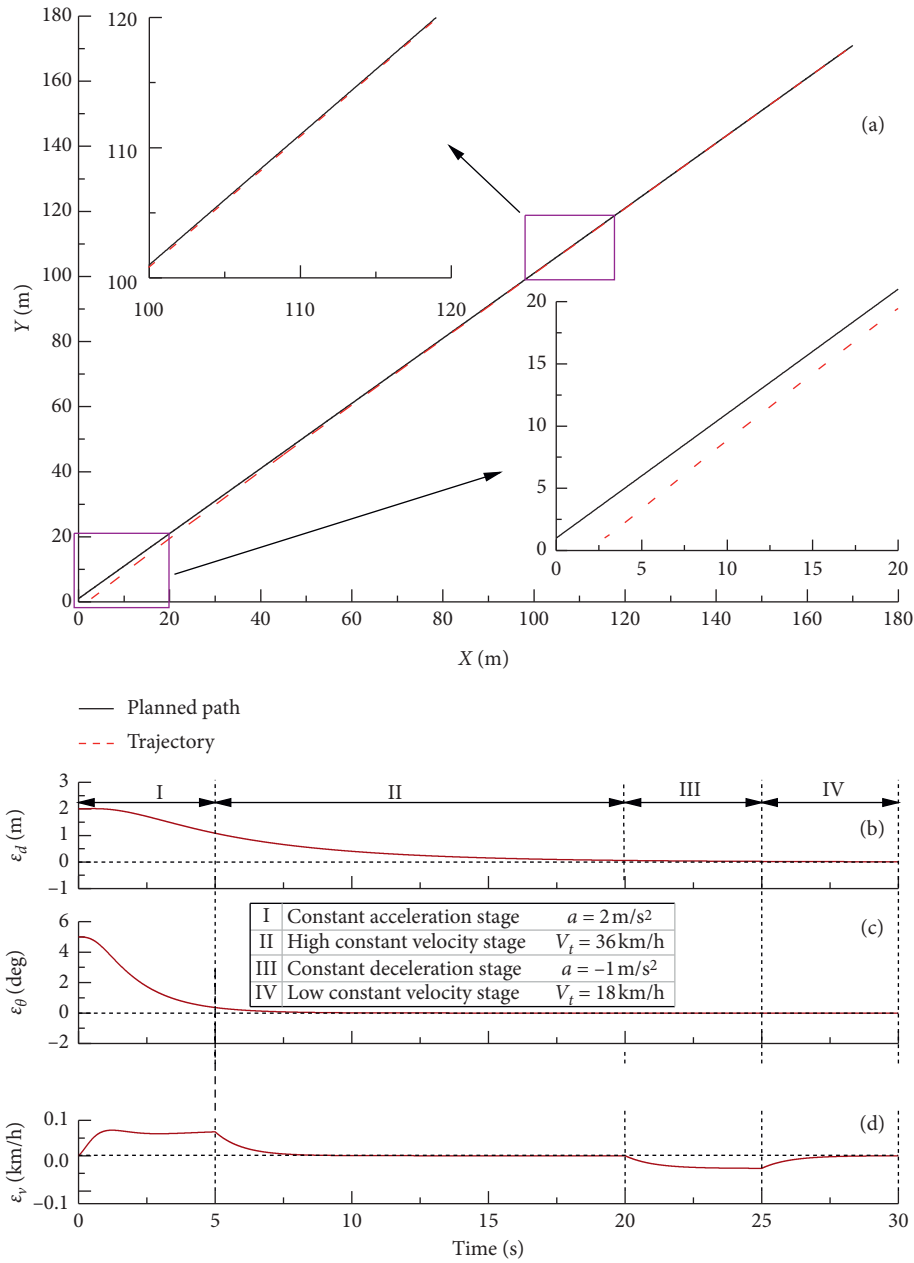 180
160
140
120
100
80
60
40
20
0
Y (m)
0 20 40 60 80 100 120 140 160 180
X (m)
(a)
120
110
100
100 110 120
20
15
10
5
0
0 5 10 15 20
Planned path
Trajectory
3
2
1
0
–1
ε_d (m)
I II III IV
(b)
6
4
2
0
–2
ε_θ (deg)
(c)
I Constant acceleration stage a = 2 m/s²
II High constant velocity stage V_t = 36 km/h
III Constant deceleration stage a = –1 m/s²
IV Low constant velocity stage V_t = 18 km/h
0.1
0.0
–0.1
ε_v (km/h)
(d)
0 5 10 15 20 25 30
Time (s)